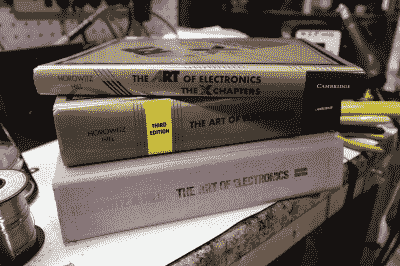 HOROWITZ
HILL
THE ART OF ELECTRONICS
THE X CHAPTERS
CAMBRIDGE
HOROWITZ
HILL
THIRD
EDITION
THE ART OF
THE ART OF ELECTRONICS